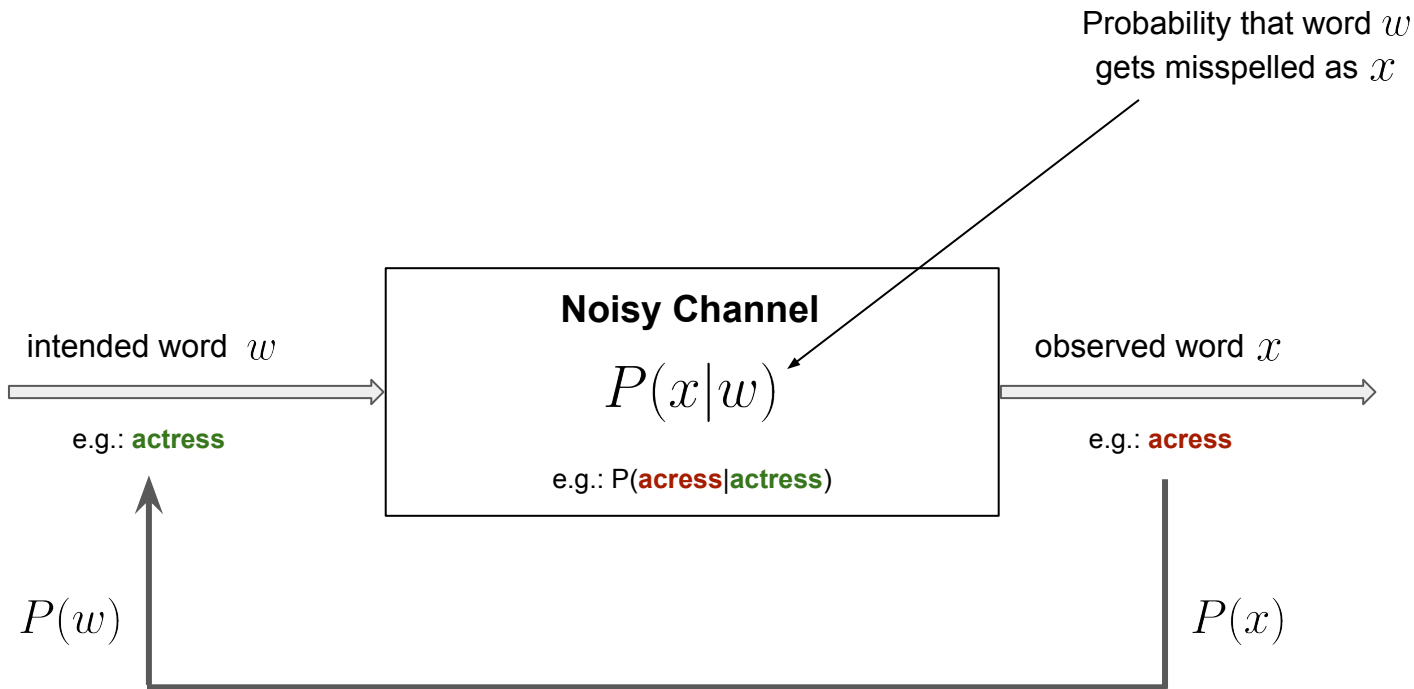 Probability that word w
gets misspelled as x
Noisy Channel
intended word w
P(x|w)
observed word x
e.g.: actress
e.g.: P(acress|actress)
e.g.: acress
P(w)
P(x)